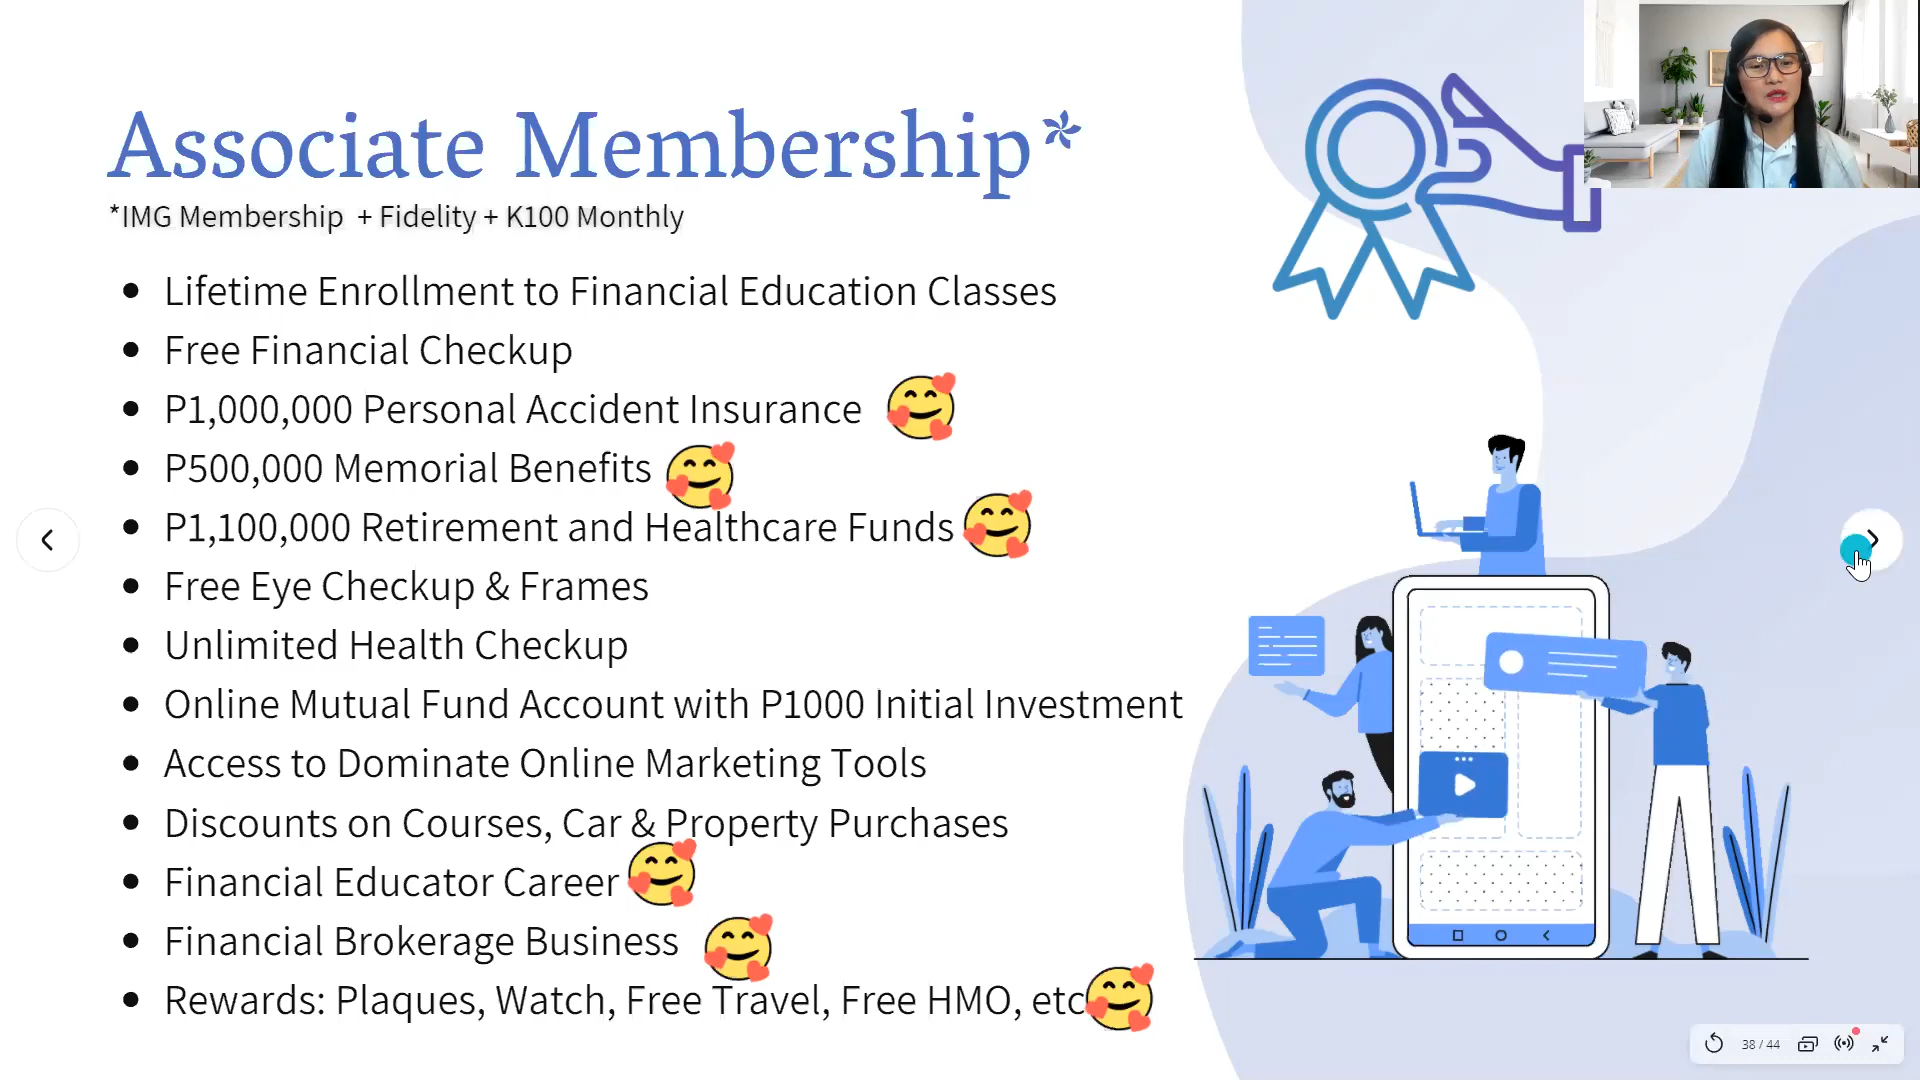 Associate Membership*
*IMG Membership + Fidelity + K100 Monthly
• Lifetime Enrollment to Financial Education Classes
• Free Financial Checkup
• P1,000,000 Personal Accident Insurance
• P500,000 Memorial Benefits
• P1,100,000 Retirement and Healthcare Funds
• Free Eye Checkup & Frames
• Unlimited Health Checkup
• Online Mutual Fund Account with P1000 Initial Investment
• Access to Dominate Online Marketing Tools
• Discounts on Courses, Car & Property Purchases
• Financial Educator Career
• Financial Brokerage Business
• Rewards: Plaques, Watch, Free Travel, Free HMO, etc
38 / 44